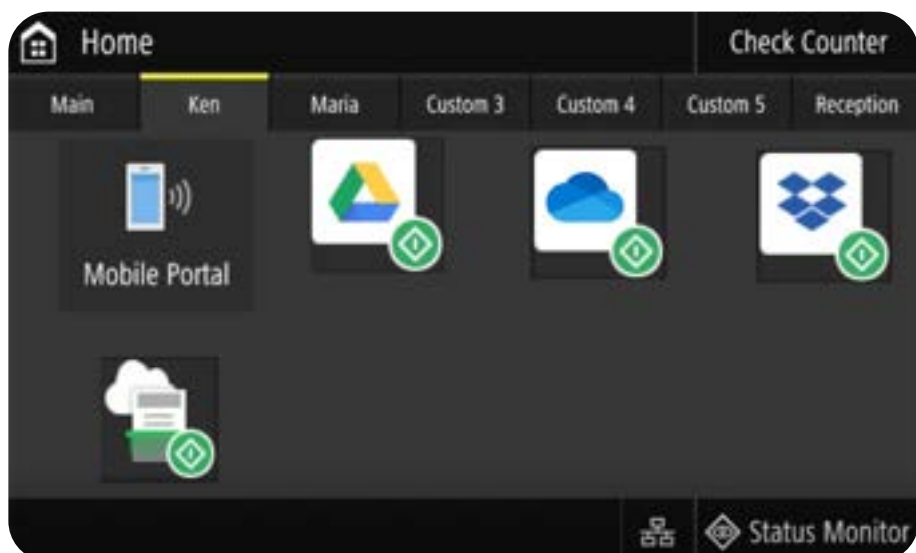 Home
Check Counter
Main Ken Maria Custom 3 Custom 4 Custom 5 Reception
Mobile Portal
Status Monitor